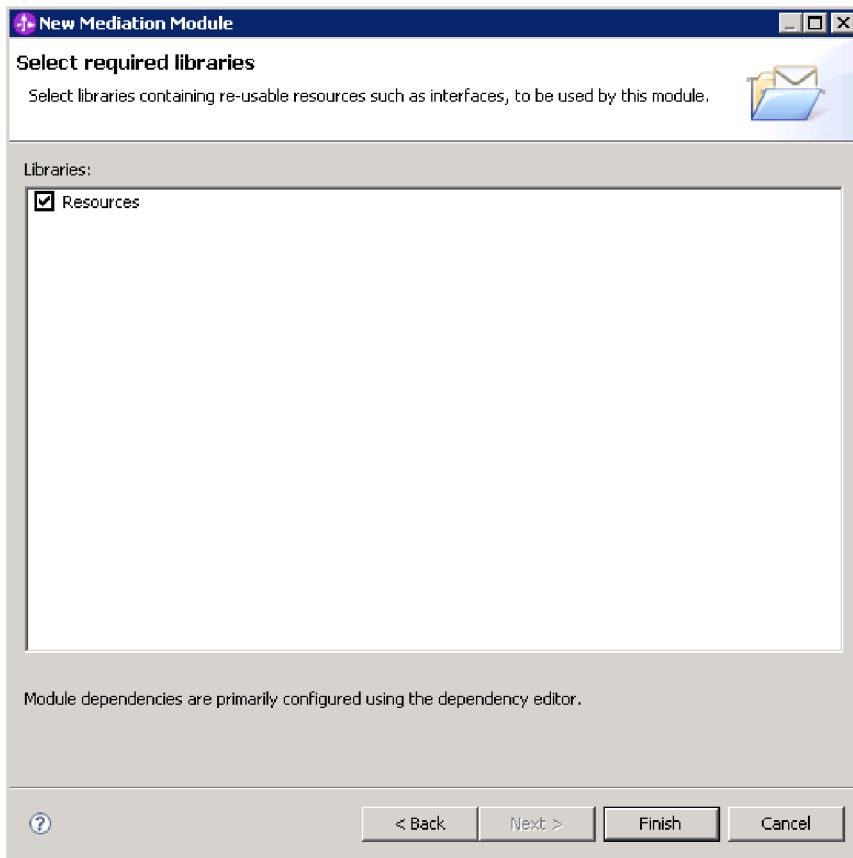 New Mediation Module
Select required libraries
Select libraries containing re-usable resources such as interfaces, to be used by this module.
Libraries:
Resources
Module dependencies are primarily configured using the dependency editor.
? < Back Next > Finish Cancel